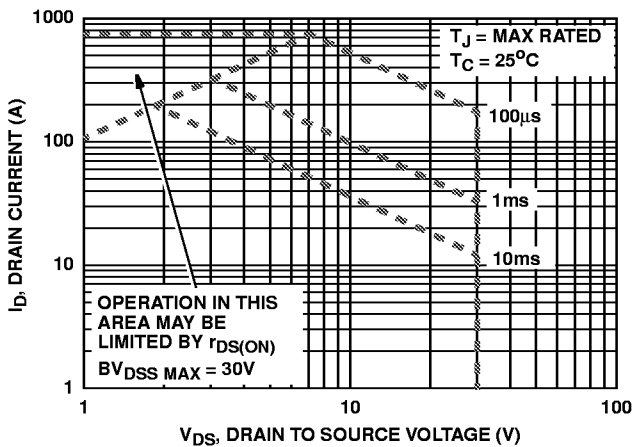 1000
T_J = MAX RATED
T_C = 25°C
100μs
100
1ms
10ms
10
OPERATION IN THIS
AREA MAY BE
LIMITED BY r_DS(ON)
BV_DSS MAX = 30V
1
1
10
100
I_D, DRAIN CURRENT (A)
V_DS, DRAIN TO SOURCE VOLTAGE (V)